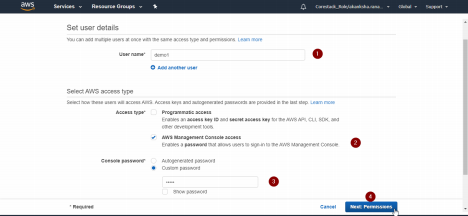 aws Services Resource Groups Global Support
Set user details
You can add multiple users at once with the same access type and permissions. Learn more
User name* demo1
1
Add another user
Select AWS access type
Select how these users will access AWS. Access keys and autogenerated passwords are provided in the last step. Learn more
Access type* Programmatic access
Enables an access key ID and secret access key for the AWS API, CLI, SDK, and
other development tools.
AWS Management Console access
2
Enables a password that allows users to sign-in to the AWS Management Console.
Console password* Autogenerated password
Custom password
•••••
3
Show password
4
* Required Cancel Next: Permissions